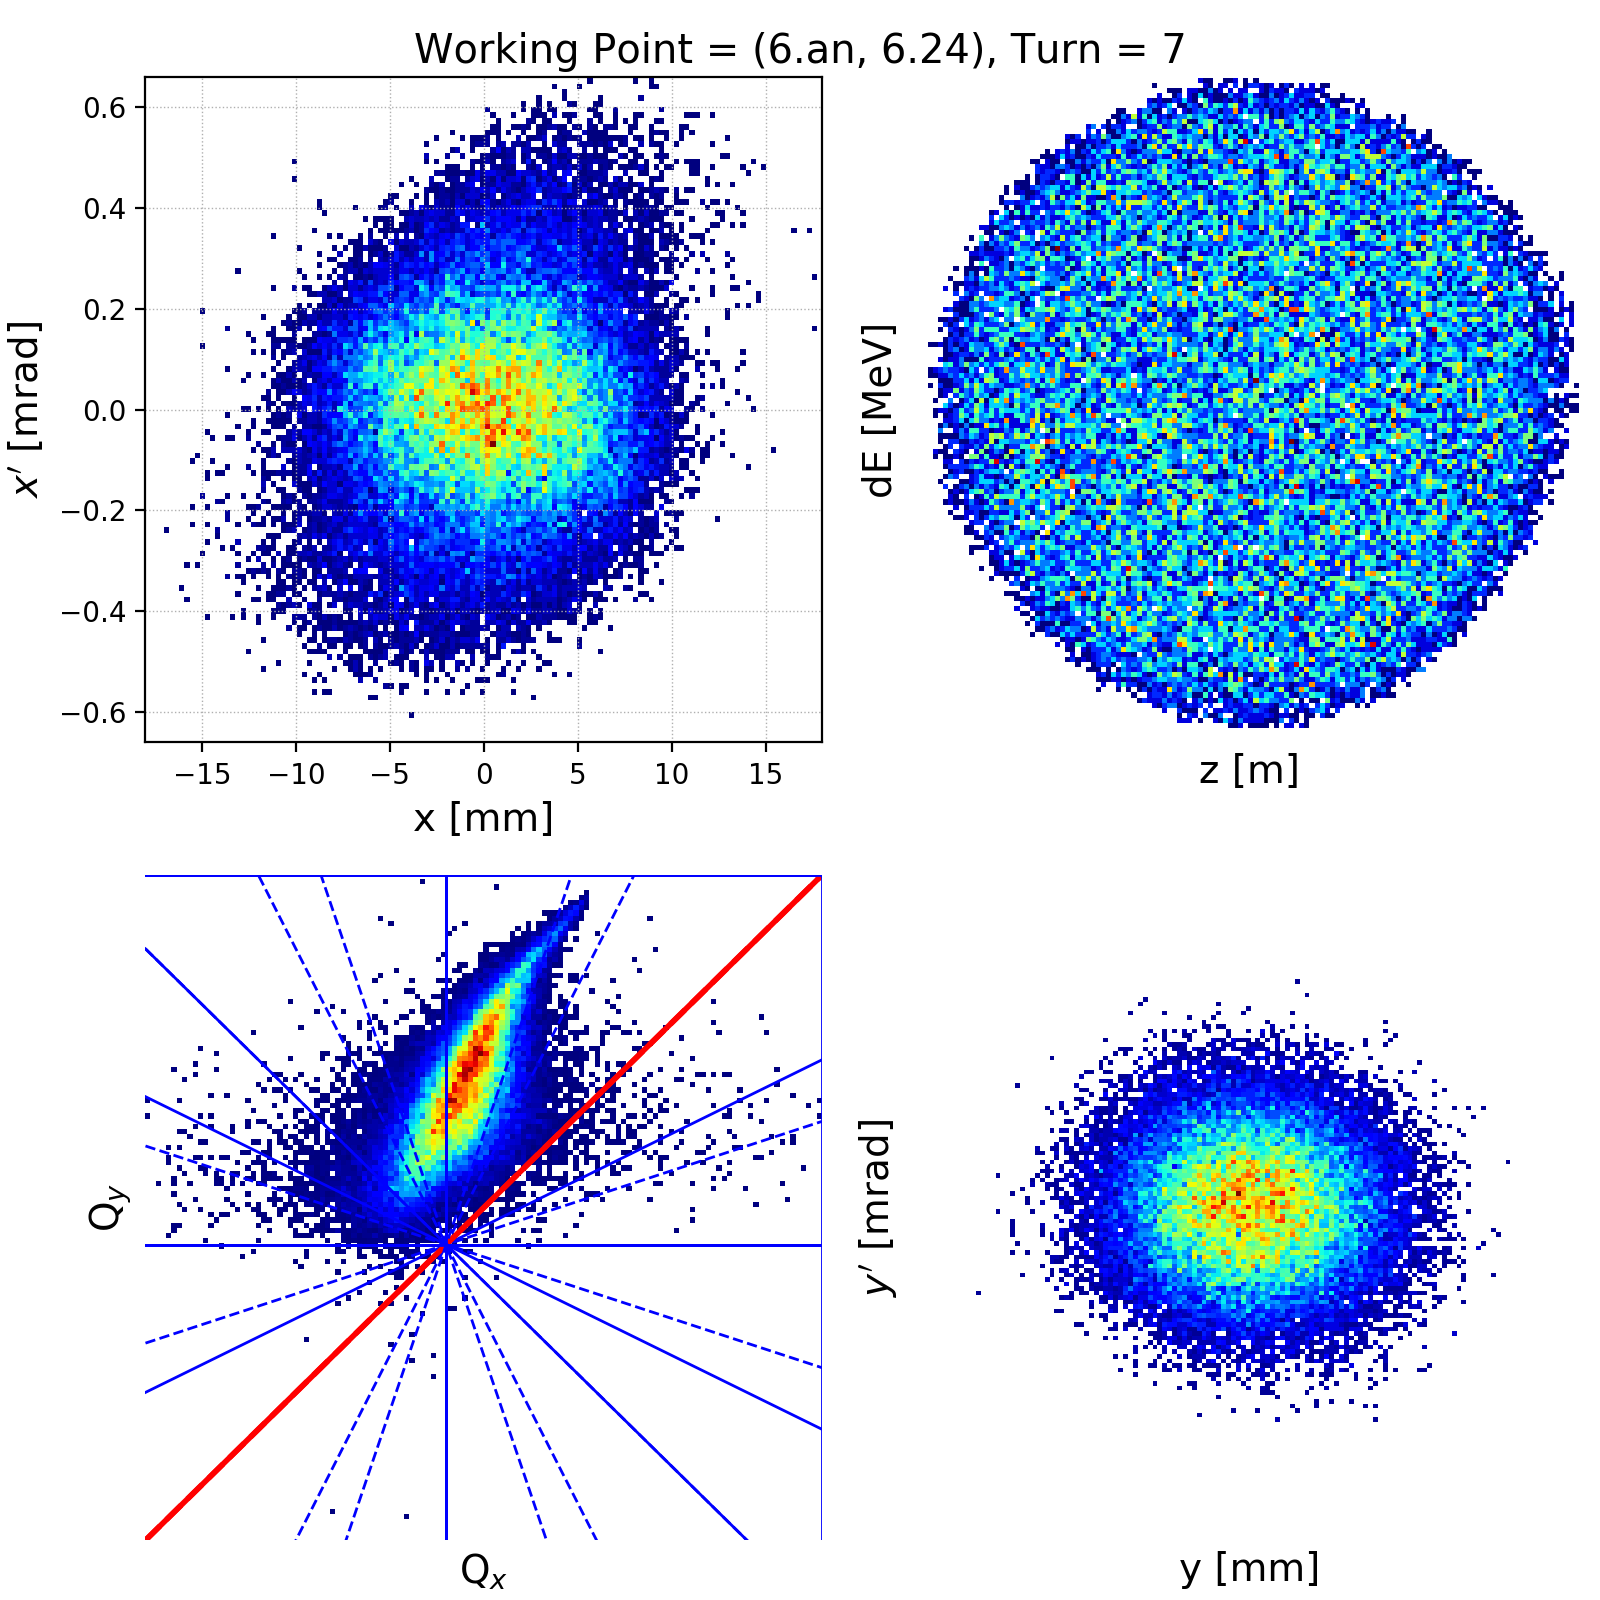 Working Point = (6.an, 6.24), Turn = 7
0.6
0.4
0.2
0.0
−0.2
−0.4
−0.6
x′ [mrad]
−15 −10 −5 0 5 10 15
x [mm]
dE [MeV]
z [m]
Qy
Qx
y′ [mrad]
y [mm]